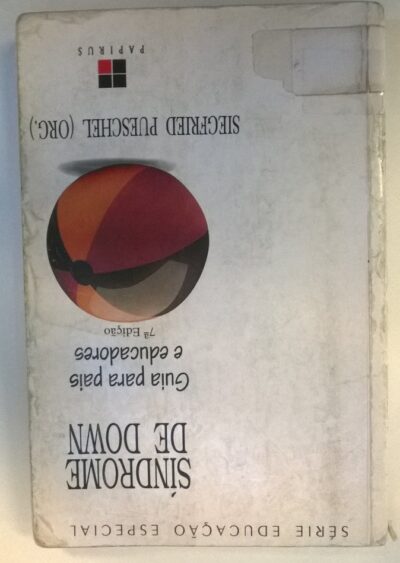 SÉRIE EDUCAÇÃO ESPECIAL
SÍNDROME
DE DOWN
Guia para pais
e educadores
7ª Edição
SIEGFRIED PUESCHEL (ORG.)
PAPIRUS